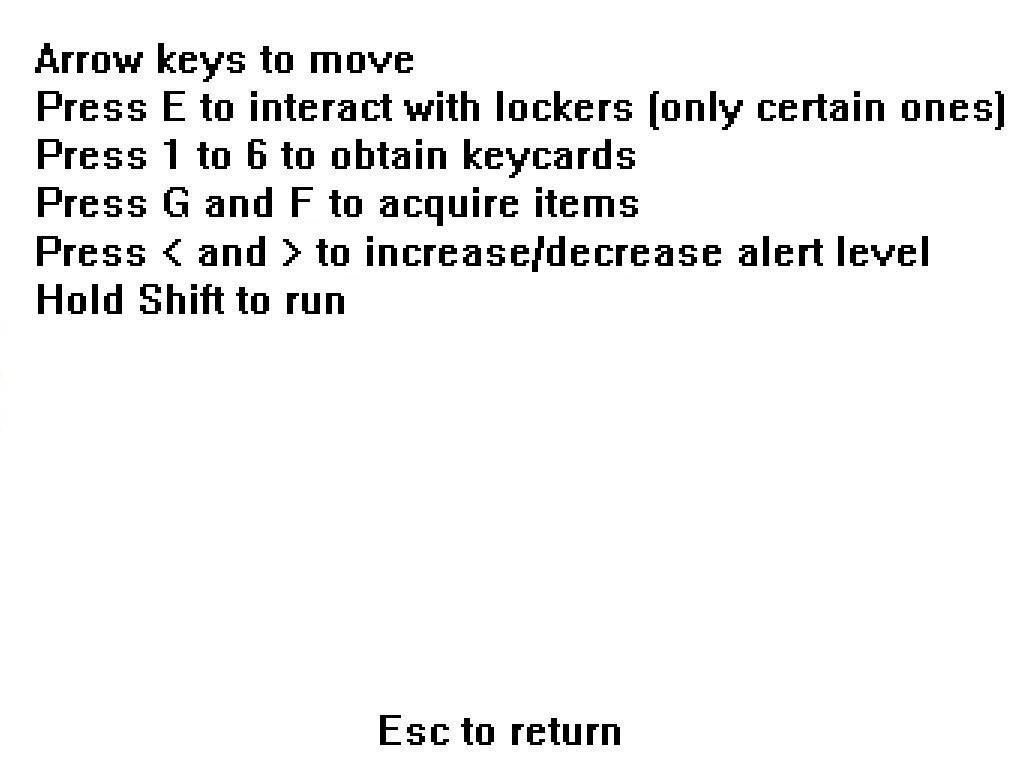 Arrow keys to move
Press E to interact with lockers (only certain ones)
Press 1 to 6 to obtain keycards
Press G and F to acquire items
Press < and > to increase/decrease alert level
Hold Shift to run
Esc to return